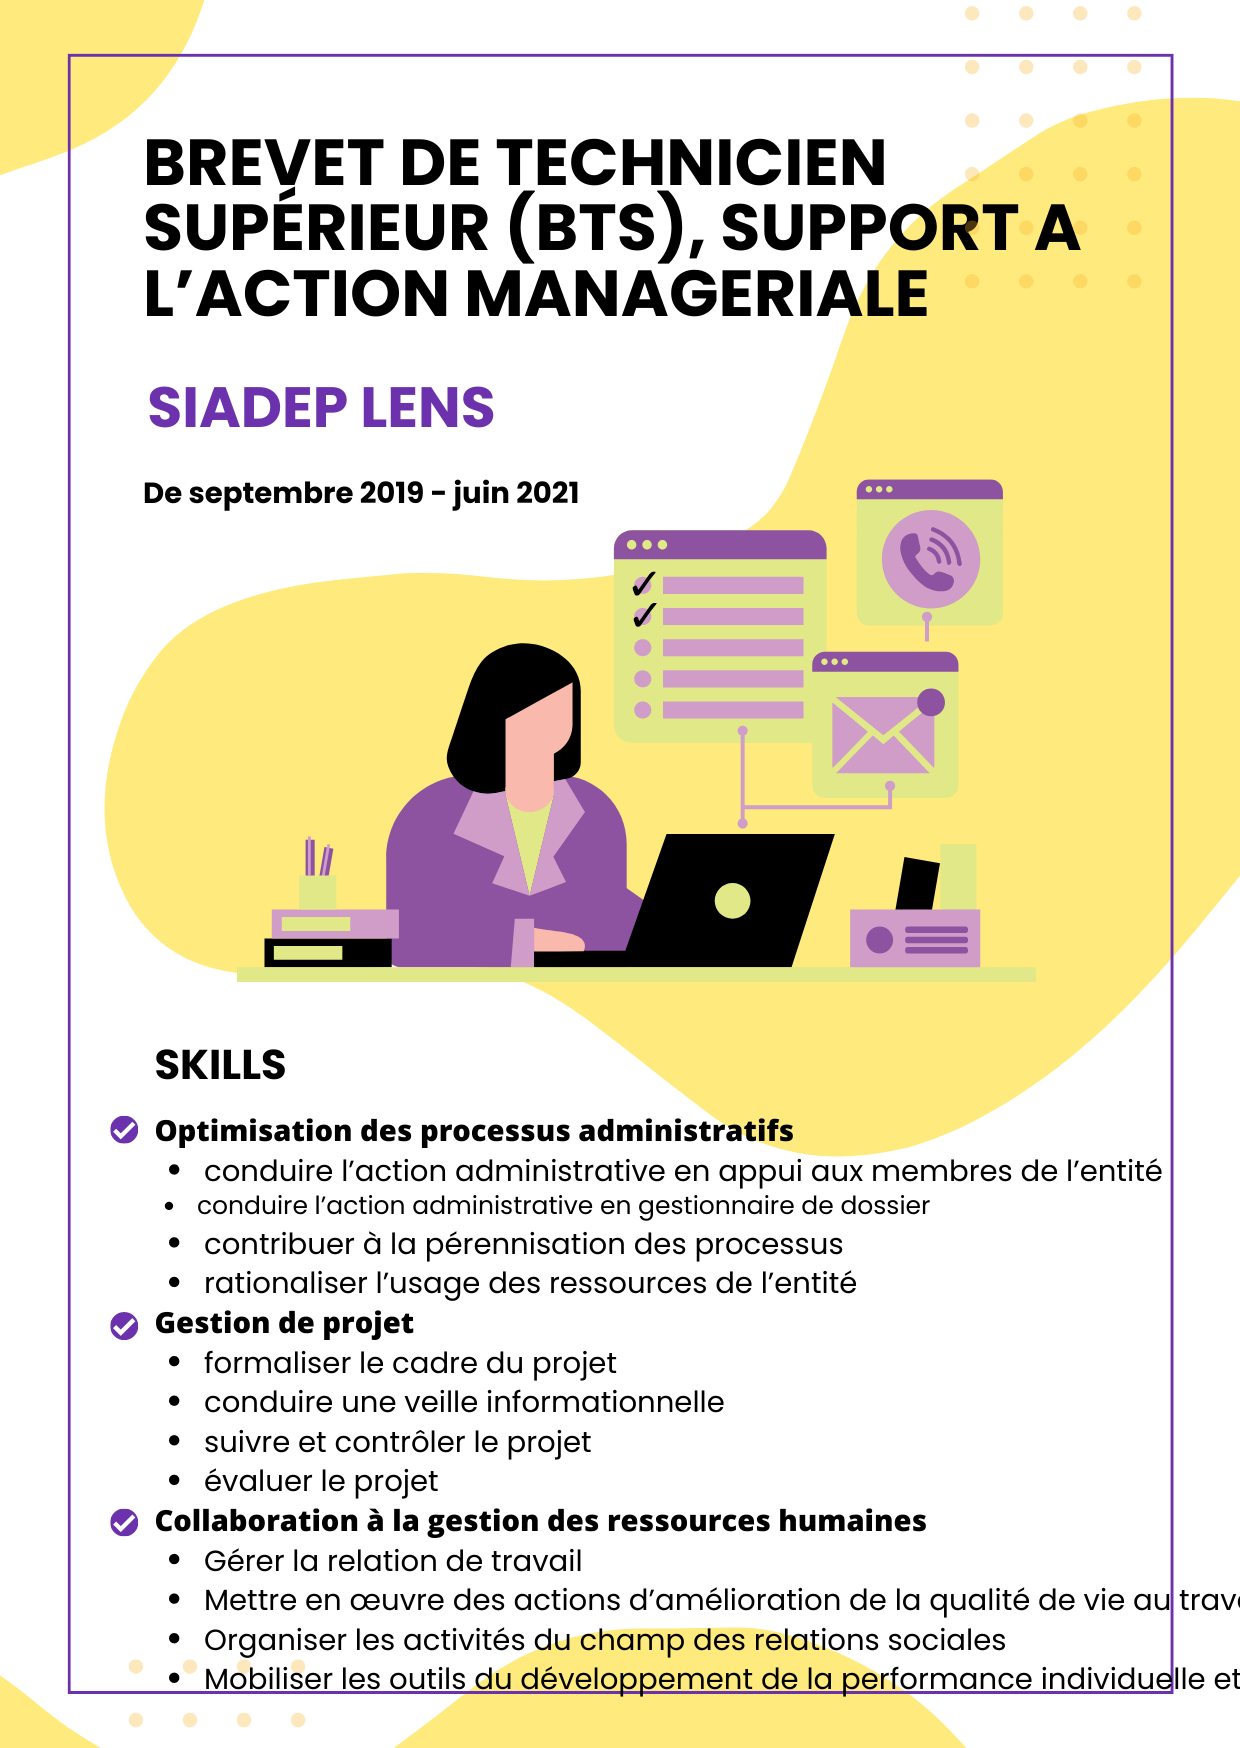 BREVET DE TECHNICIEN
SUPÉRIEUR (BTS), SUPPORT A
L’ACTION MANAGERIALE
SIADEP LENS
De septembre 2019 - juin 2021
SKILLS
Optimisation des processus administratifs
• conduire l’action administrative en appui aux membres de l’entité
• conduire l’action administrative en gestionnaire de dossier
• contribuer à la pérennisation des processus
• rationaliser l’usage des ressources de l’entité
Gestion de projet
• formaliser le cadre du projet
• conduire une veille informationnelle
• suivre et contrôler le projet
• évaluer le projet
Collaboration à la gestion des ressources humaines
• Gérer la relation de travail
• Mettre en œuvre des actions d’amélioration de la qualité de vie au
• Organiser les activités du champ des relations sociales
• Mobiliser les outils du développement de la performance individuelle et